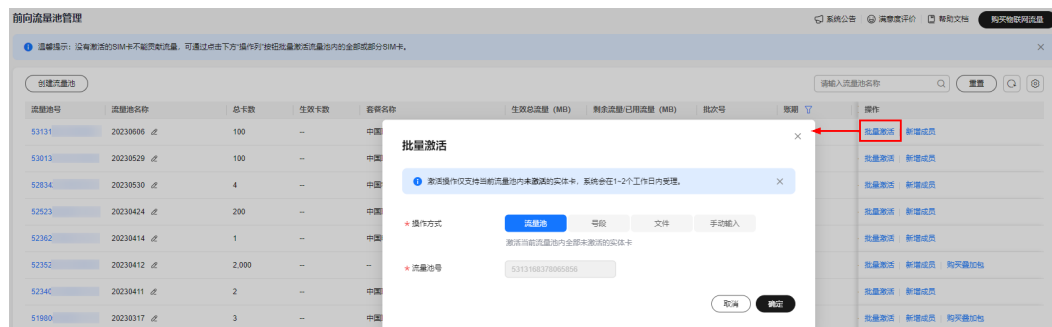 前向流量池管理
系统公告 满意度评价 帮助文档 购买物联网流量
温馨提示：没有激活的SIM卡不能贡献流量，可通过点击下方“操作列”按钮批量激活流量池内的全部或部分SIM卡。
创建流量池 请输入流量池名称 重置
流量池号 流量池名称 总卡数 生效卡数 套餐名称 生效总流量 (MB) 剩余流量/已用流量 (MB) 批次号 账期 操作
53131 20230606 100 -- 中国 批量激活 新增成员
批量激活
53013 20230529 100 -- 中国 批量激活 新增成员
激活操作仅支持当前流量池内未激活的实体卡，系统会在1-2个工作日内受理。
52834 20230530 4 -- 中国 批量激活 新增成员
52523 20230424 200 -- 中国 批量激活 新增成员
* 操作方式 流量池 号段 文件 手动输入
激活当前流量池内全部未激活的实体卡
52362 20230414 1 -- 中国 批量激活 新增成员
* 流量池号 5313168378065856
52352 20230412 2,000 -- -- 批量激活 新增成员 购买叠加包
52340 20230411 2 -- 中国 批量激活 新增成员
取消 确定
51980 20230317 3 -- 中国 批量激活 新增成员 购买叠加包